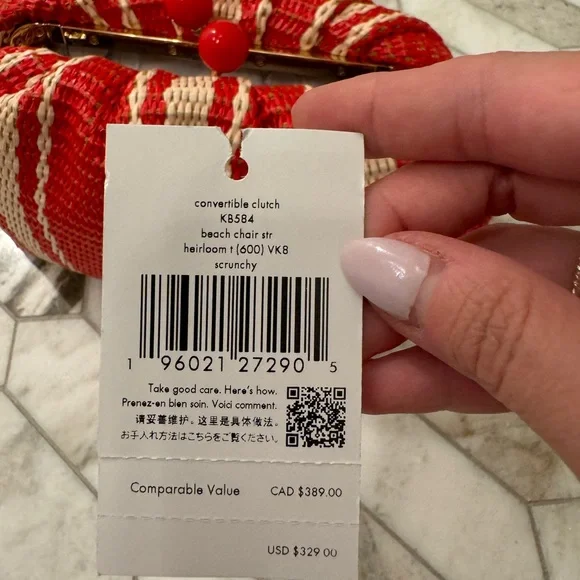 convertible clutch
KB584
beach chair str
heirloom t (600) VK8
scrunchy
1 96021 27290 5
Take good care. Here's how.
Prenez-en bien soin. Voici comment.
请妥善维护。这里是具体做法。
お手入れ方法はこちらをご覧ください。
Comparable Value CAD $389.00
USD $329.00